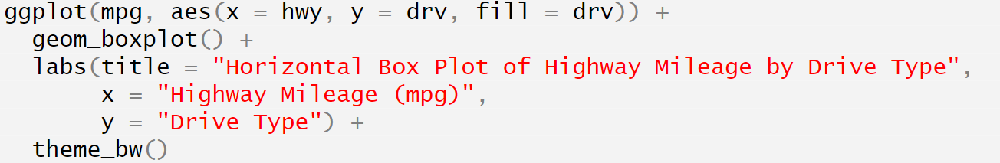 ggplot(mpg, aes(x = hwy, y = drv, fill = drv)) +
  geom_boxplot() +
  labs(title = "Horizontal Box Plot of Highway Mileage by Drive Type",
       x = "Highway Mileage (mpg)",
       y = "Drive Type") +
  theme_bw()